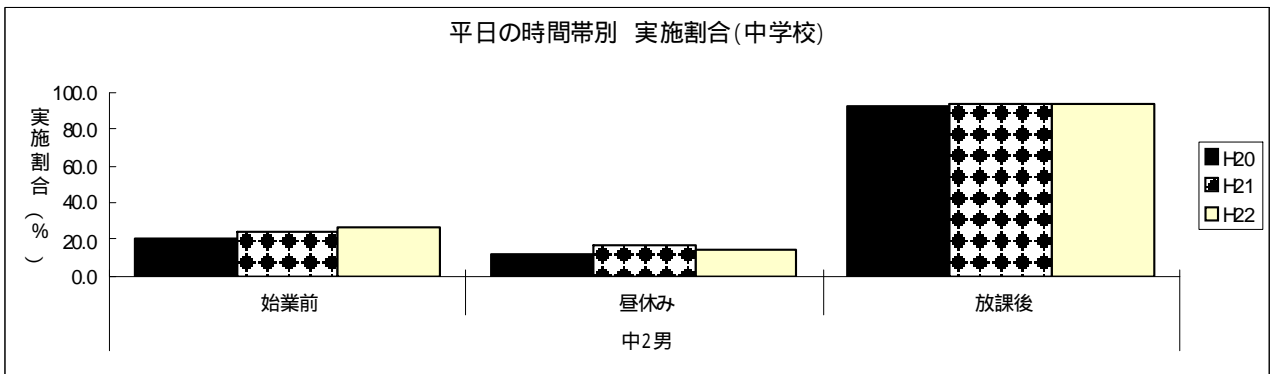 平日の時間帯別 実施割合(中学校)
実施割合(%)
100.0
80.0
60.0
40.0
20.0
0.0
始業前 昼休み 放課後
中2男
H20
H21
H22